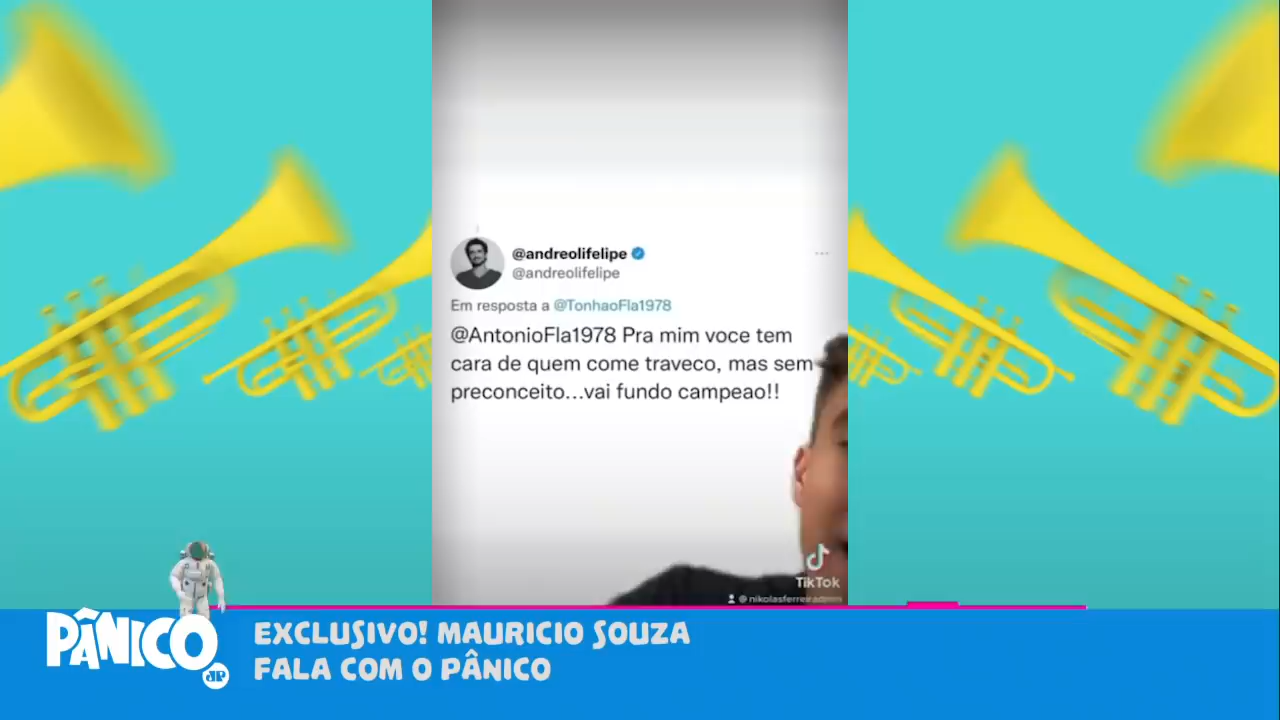 @andreolifelipe
@andreolifelipe
Em resposta a @TonhaoFla1978
@AntonioFla1978 Pra mim voce tem
cara de quem come traveco, mas sem
preconceito...vai fundo campeao!!
TikTok
@nikolasferreiradm
PÂNICO
JP
EXCLUSIVO! MAURICIO SOUZA
FALA COM O PÂNICO